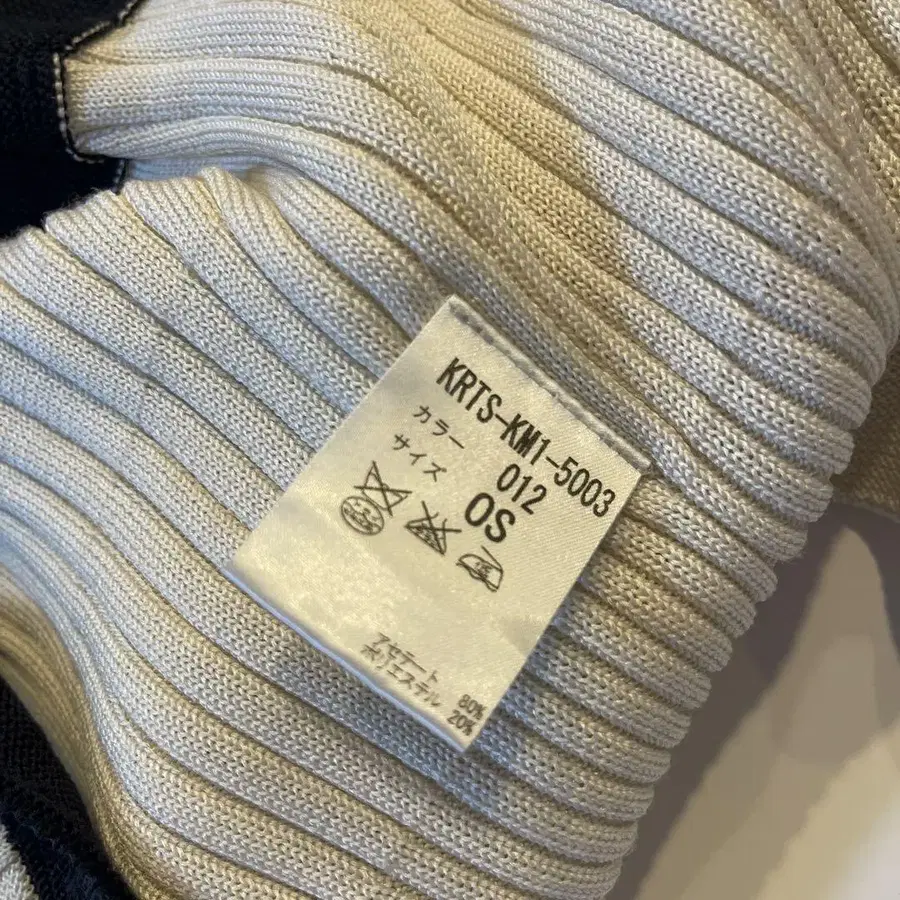 KRTS-KM1-5003
カラー 012
サイズ OS
アセテート 80%
ポリエステル 20%